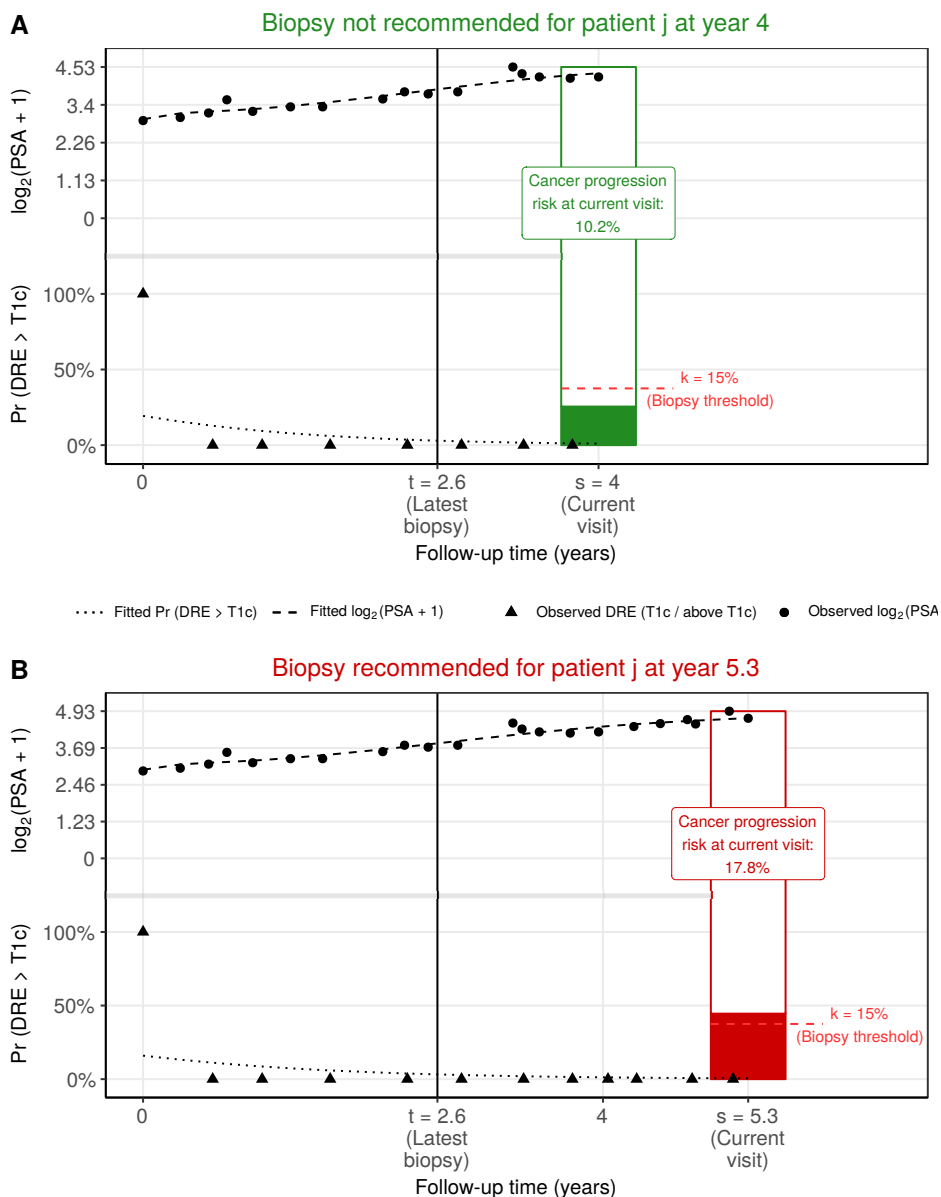 A
Biopsy not recommended for patient j at year 4
log₂(PSA + 1)
4.53
3.4
2.26
1.13
0
Cancer progression
risk at current visit:
10.2%
Pr (DRE > T1c)
100%
50%
0%
k = 15%
(Biopsy threshold)
0
t = 2.6
(Latest
biopsy)
s = 4
(Current
visit)
Follow-up time (years)
Fitted Pr (DRE > T1c)
Fitted log₂(PSA + 1)
Observed DRE (T1c / above T1c)
Observed log₂(PSA
B
Biopsy recommended for patient j at year 5.3
log₂(PSA + 1)
4.93
3.69
2.46
1.23
0
Cancer progression
risk at current visit:
17.8%
Pr (DRE > T1c)
100%
50%
0%
k = 15%
(Biopsy threshold)
0
t = 2.6
(Latest
biopsy)
4
s = 5.3
(Current
visit)
Follow-up time (years)